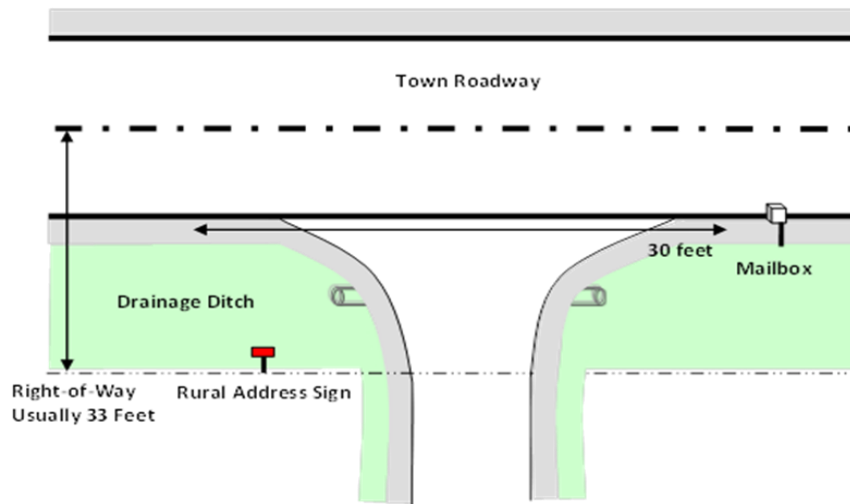 Town Roadway
30 feet
Mailbox
Drainage Ditch
Right-of-Way
Usually 33 Feet
Rural Address Sign